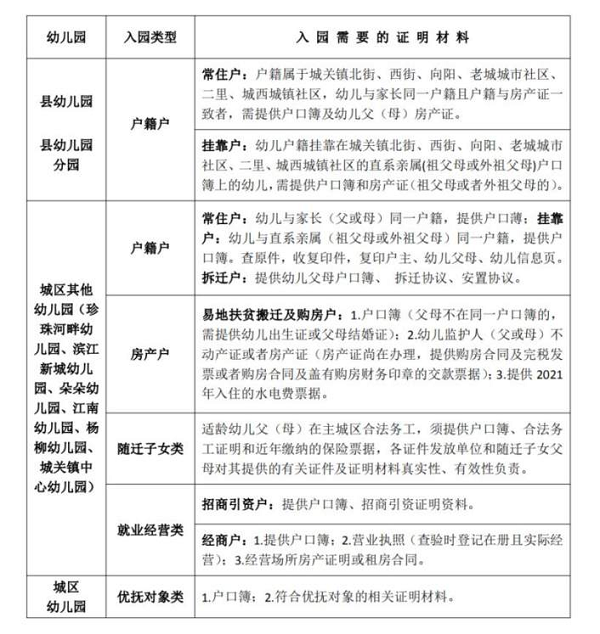 幼儿园 入园类型 入园需要的证明材料
县幼儿园
县幼儿园
分园
户籍户
常住户：户籍属于城关镇北街、西街、向阳、老城城市社区、
二里、城西城镇社区，幼儿与家长同一户籍且户籍与房产证一
致者，需提供户口簿及幼儿父（母）房产证。
挂靠户：幼儿户籍挂靠在城关镇北街、西街、向阳、老城城市
社区、二里、城西城镇社区的直系亲属(祖父母或外祖父母)户口
簿上的幼儿，需提供户口簿和房产证（祖父母或者外祖父母的）。
城区其他
幼儿园（珍
珠河畔幼
儿园、滨江
新城幼儿
园、朵朵幼
儿园、江南
幼儿园、杨
柳幼儿园、
城关镇中
心幼儿园）
户籍户
常住户：幼儿与家长（父或母）同一户籍，提供户口薄；挂靠
户：幼儿与直系亲属（祖父母或外祖父母）同一户籍，提供户
口簿。查原件，收复印件，复印户主、幼儿父母、幼儿信息页。
拆迁户：提供幼儿父母户口簿、 拆迁协议、安置协议。
房产户
易地扶贫搬迁及购房户：1.户口簿（父母不在同一户口簿的，
需提供幼儿出生证或父母结婚证）；2.幼儿监护人（父或母）不
动产证或者房产证（房产证尚在办理，提供购房合同及完税发
票或者购房合同及盖有购房财务印章的交款票据）；3.提供 2021
年入住的水电费票据。
随迁子女类
适龄幼儿父（母）在主城区合法务工，须提供户口簿、合法务
工证明和近年缴纳的保险票据，各证件发放单位和随迁子女父
母对其提供的有关证件及证明材料真实性、有效性负责。
就业经营类
招商引资户：提供户口簿、招商引资证明资料。
经商户：1.提供户口簿；2.营业执照（查验时登记在册且实际经
营）；3.经营场所房产证明或租房合同。
城区
幼儿园
优抚对象类
1.户口簿；2.符合优抚对象的相关证明材料。